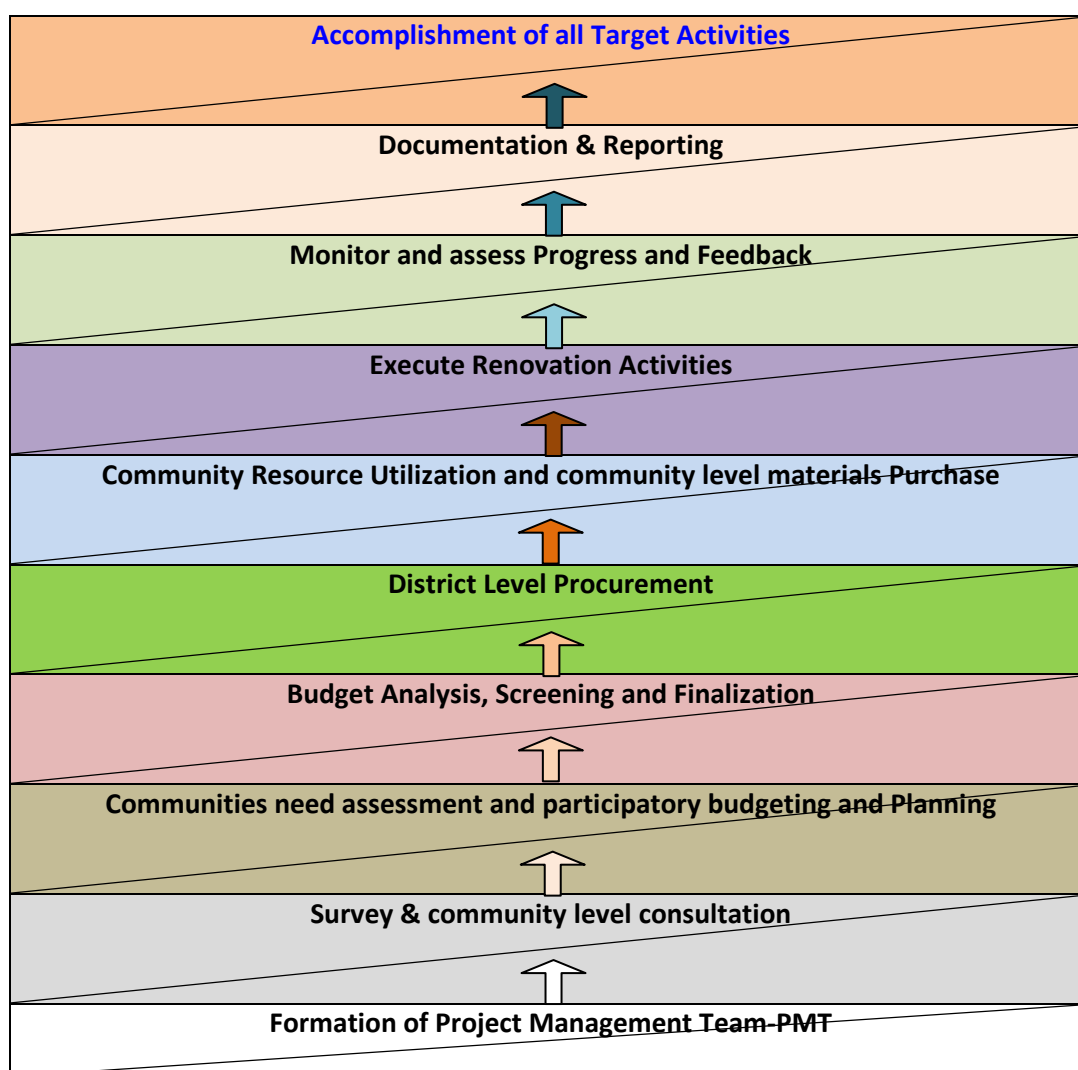 Accomplishment of all Target Activities
Documentation & Reporting
Monitor and assess Progress and Feedback
Execute Renovation Activities
Community Resource Utilization and community level materials Purchase
District Level Procurement
Budget Analysis, Screening and Finalization
Communities need assessment and participatory budgeting and Planning
Survey & community level consultation
Formation of Project Management Team-PMT